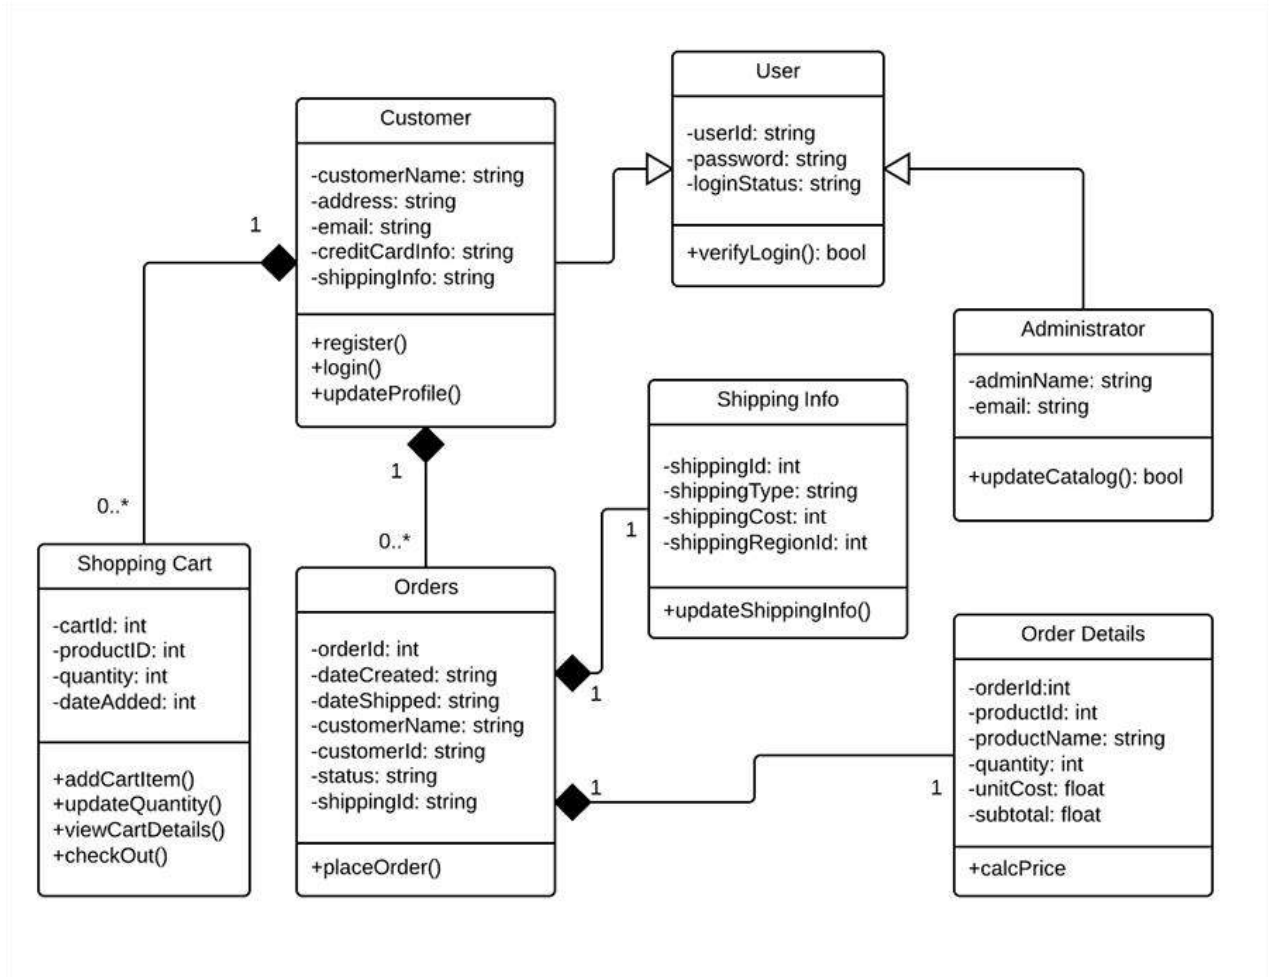 User
-userId: string
-password: string
-loginStatus: string
+verifyLogin(): bool
Customer
-customerName: string
-address: string
-email: string
-creditCardInfo: string
-shippingInfo: string
+register()
+login()
+updateProfile()
1
0..*
1
0..*
Administrator
-adminName: string
-email: string
+updateCatalog(): bool
Shipping Info
-shippingId: int
-shippingType: string
-shippingCost: int
-shippingRegionId: int
+updateShippingInfo()
1
1
Shopping Cart
-cartId: int
-productID: int
-quantity: int
-dateAdded: int
+addCartItem()
+updateQuantity()
+viewCartDetails()
+checkOut()
Orders
-orderId: int
-dateCreated: string
-dateShipped: string
-customerName: string
-customerId: string
-status: string
-shippingId: string
+placeOrder()
1
1
Order Details
-orderId:int
-productId: int
-productName: string
-quantity: int
-unitCost: float
-subtotal: float
+calcPrice